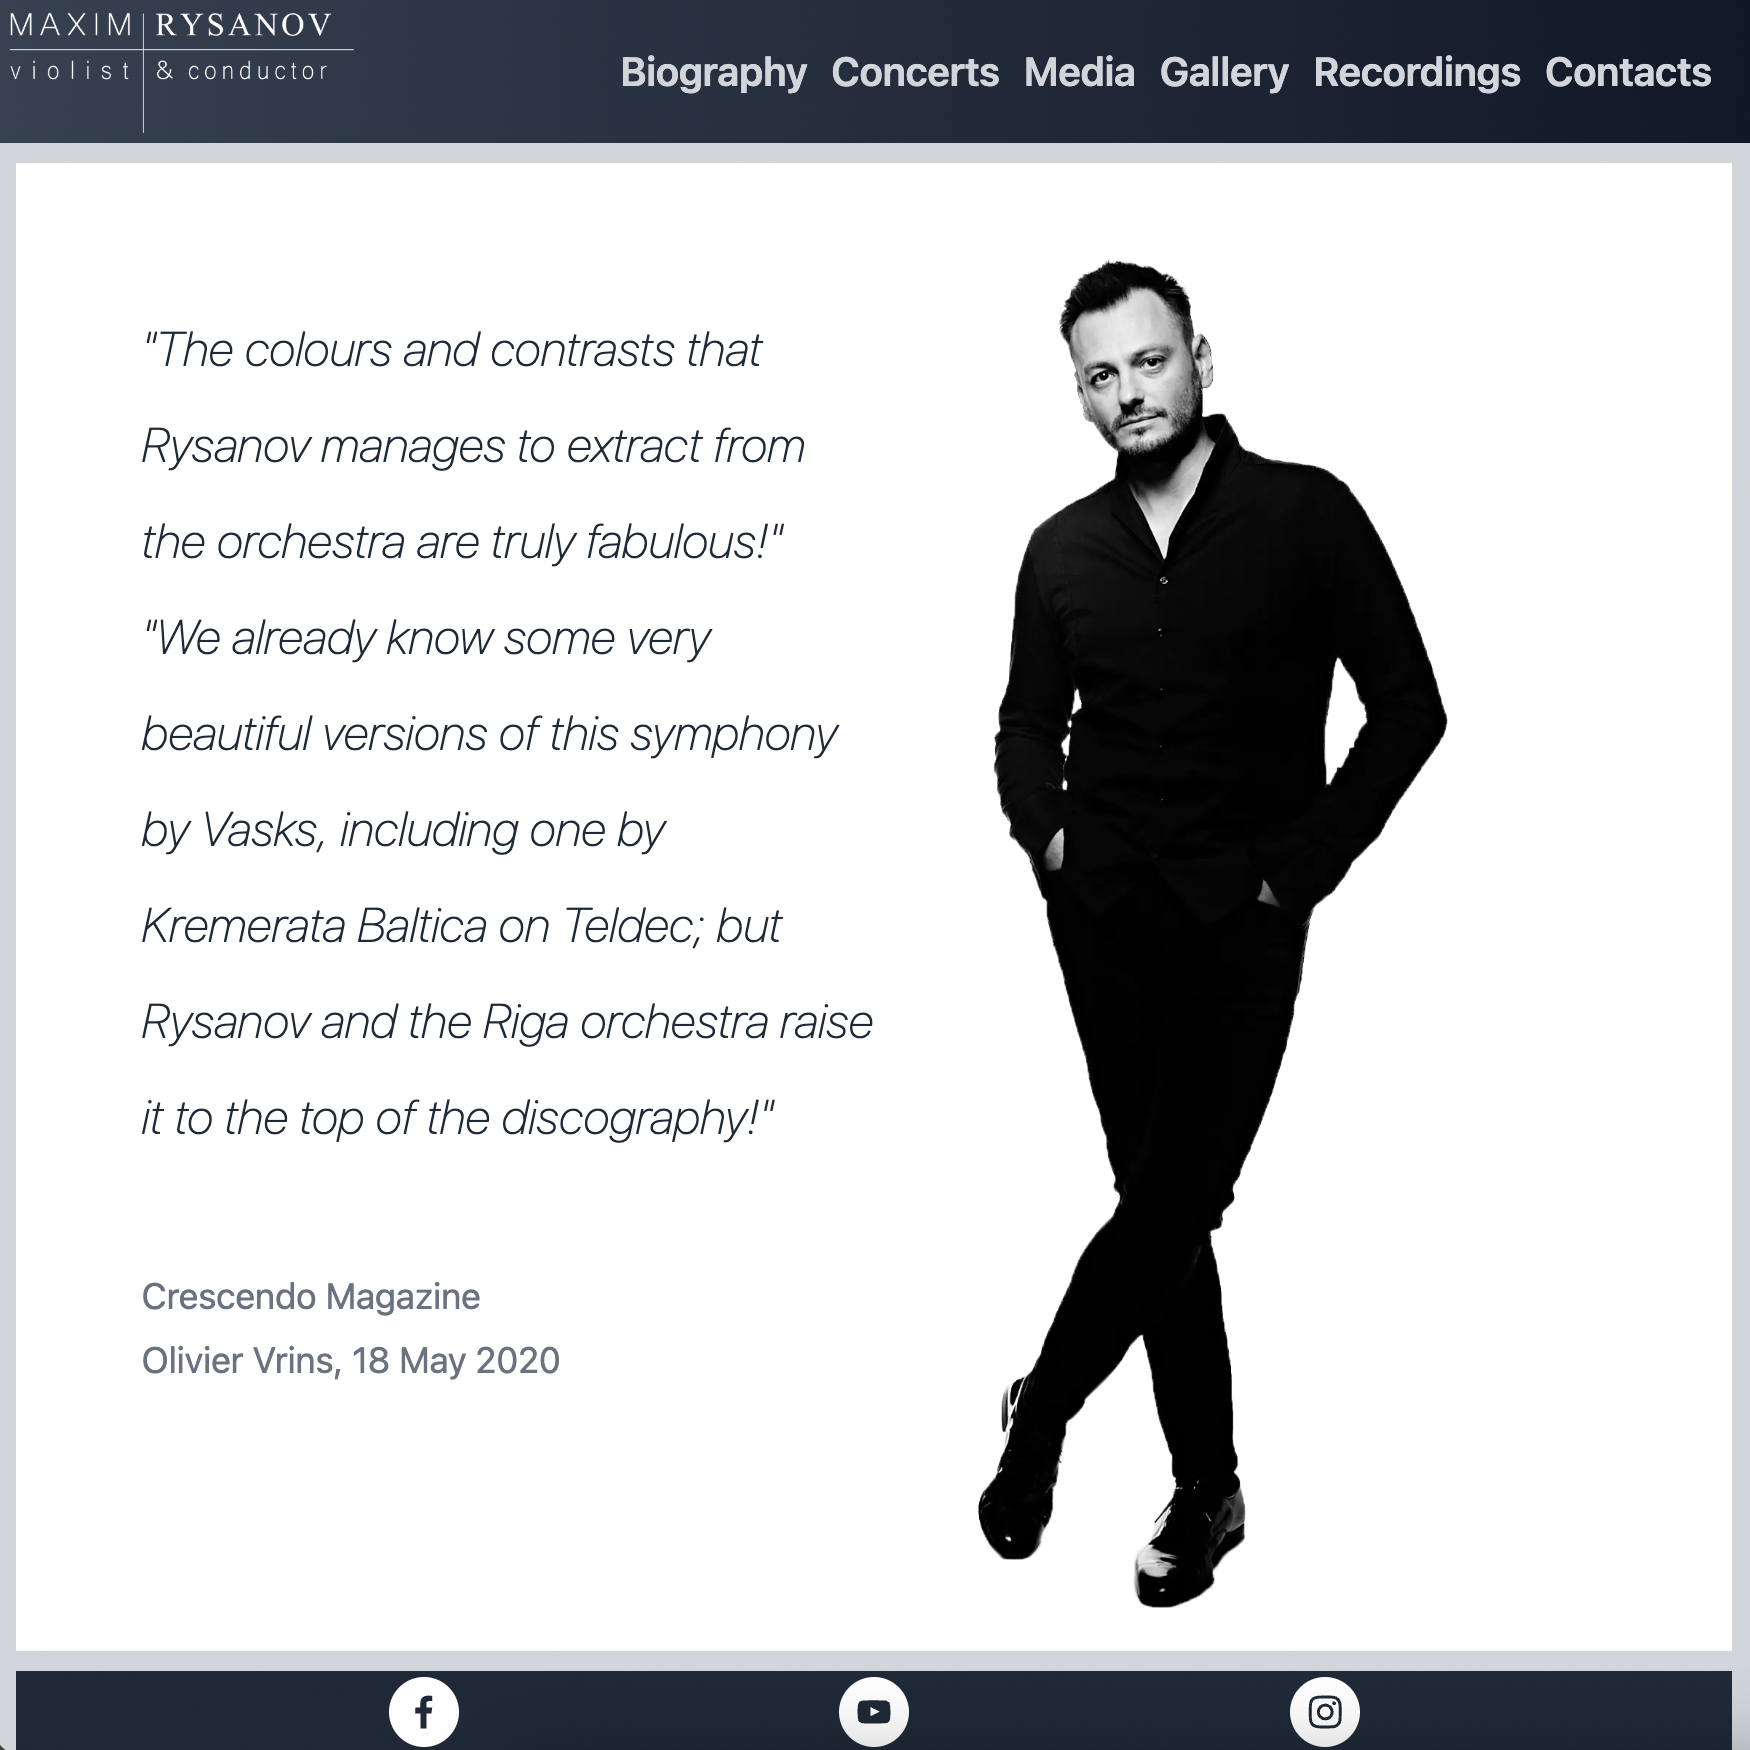 MAXIM RYSANOV
violist & conductor
Biography Concerts Media Gallery Recordings Contacts
"The colours and contrasts that
Rysanov manages to extract from
the orchestra are truly fabulous!"
"We already know some very
beautiful versions of this symphony
by Vasks, including one by
Kremerata Baltica on Teldec; but
Rysanov and the Riga orchestra raise
it to the top of the discography!"
Crescendo Magazine
Olivier Vrins, 18 May 2020